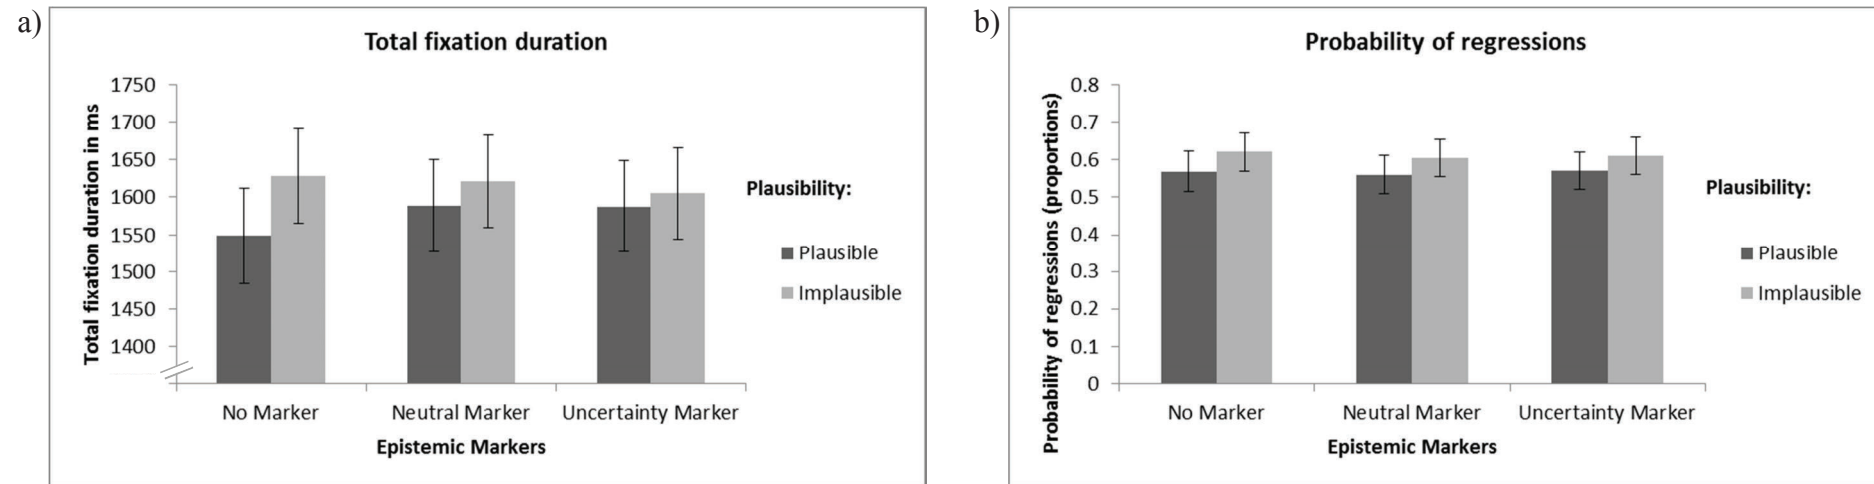 a)
Total fixation duration
Total fixation duration in ms
1750
1700
1650
1600
1550
1500
1450
1400
No Marker Neutral Marker Uncertainty Marker
Epistemic Markers
Plausibility:
Plausible
Implausible
b)
Probability of regressions
Probability of regressions (proportions)
0.8
0.7
0.6
0.5
0.4
0.3
0.2
0.1
0
No Marker Neutral Marker Uncertainty Marker
Epistemic Markers
Plausibility:
Plausible
Implausible